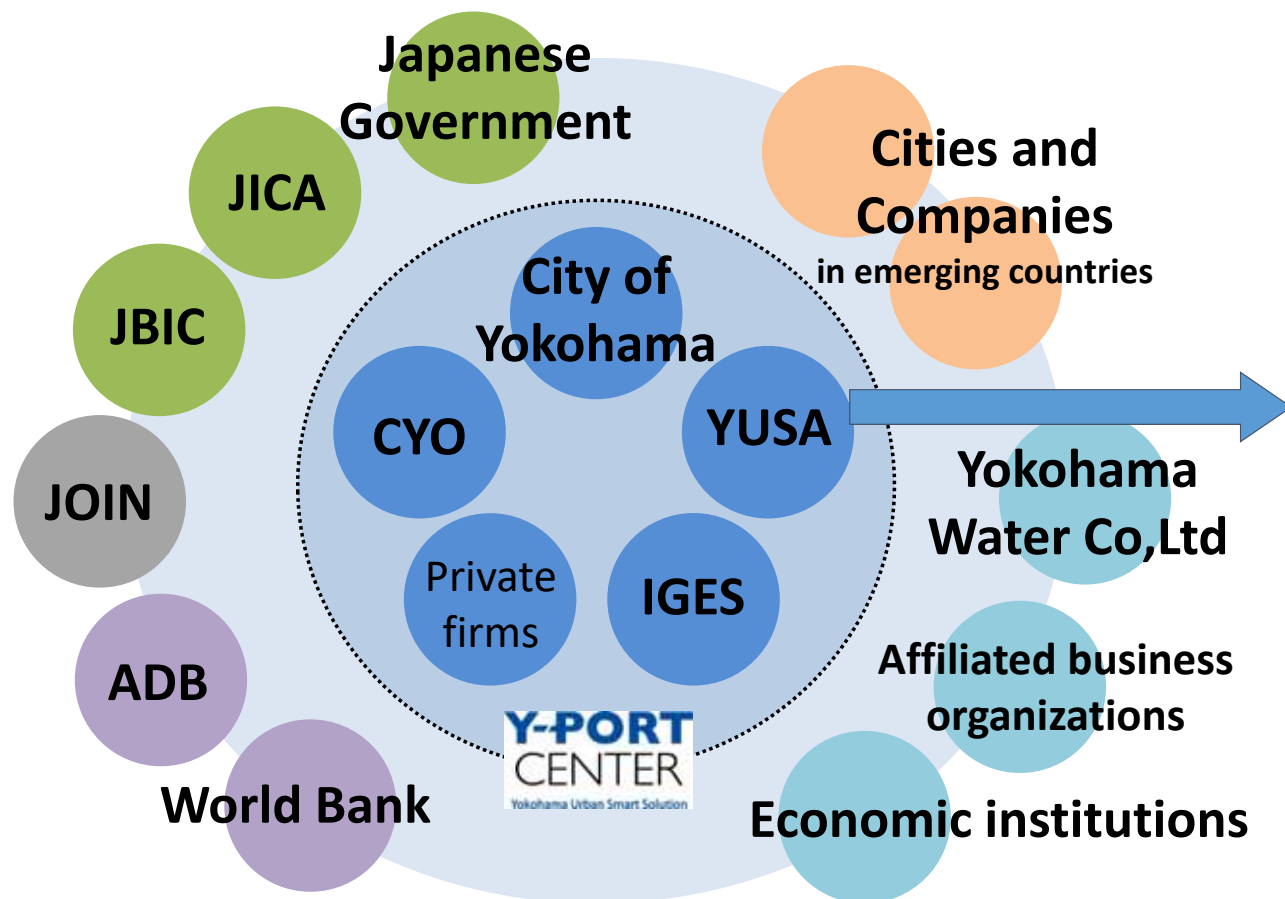 Japanese
Government
JICA
JBIC
JOIN
ADB
World Bank
Cities and
Companies
in emerging countries
City of
Yokohama
CYO
YUSA
Private
firms
IGES
Y-PORT
CENTER
Yokohama Urban Smart Solution
Yokohama
Water Co,Ltd
Affiliated business
organizations
Economic institutions